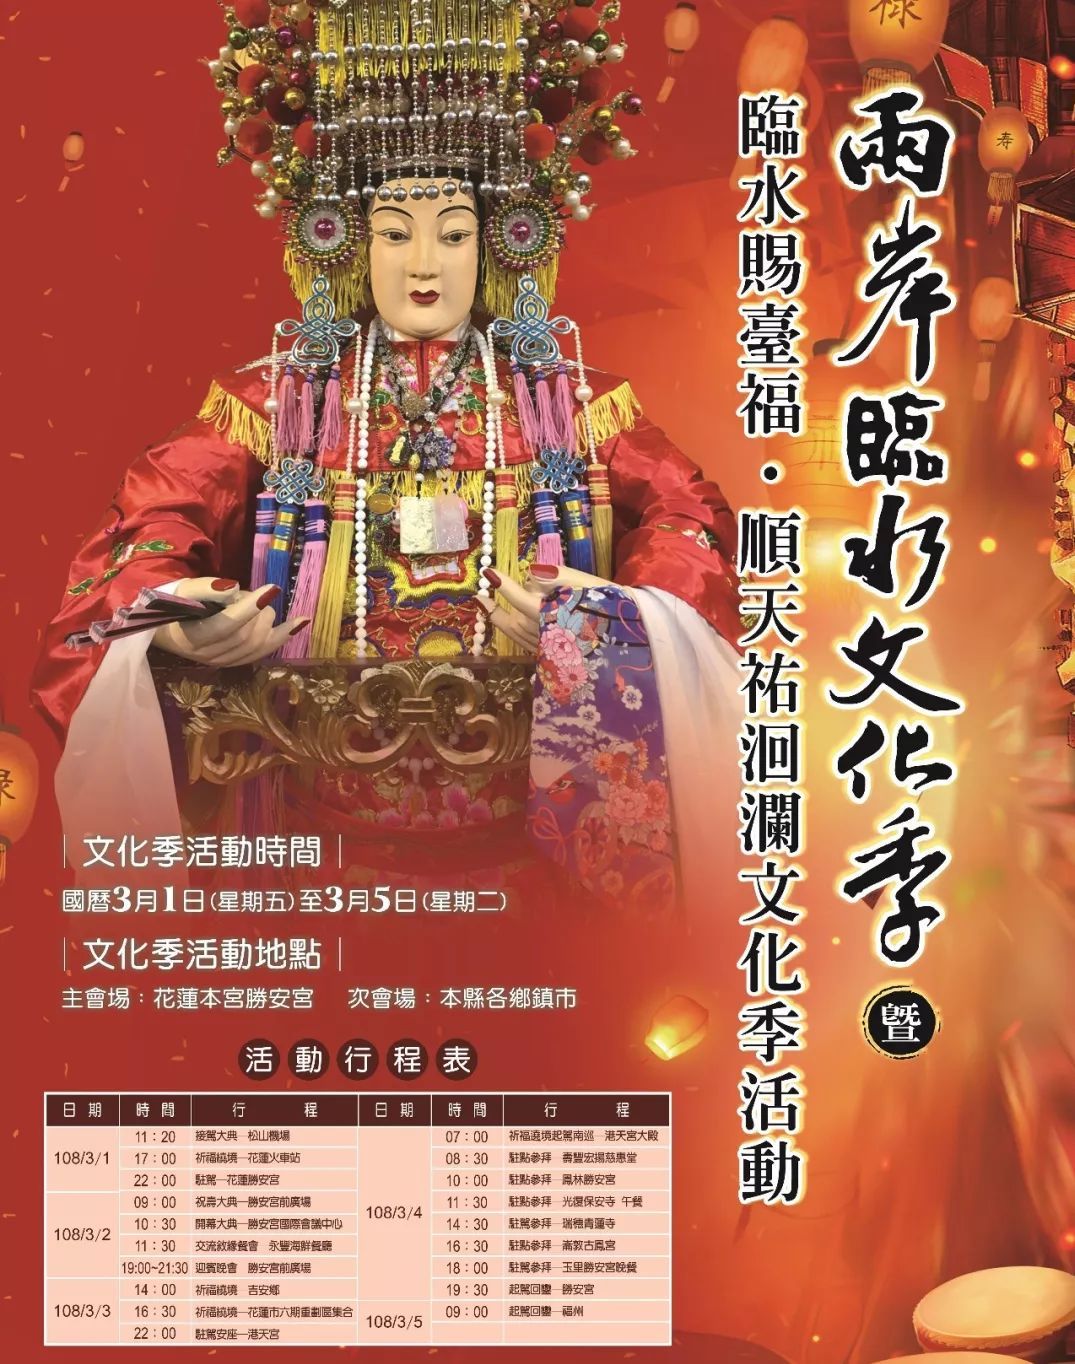 兩岸臨水文化季
暨
臨水賜臺福・順天祐洄瀾文化季活動
祿
寿
禄
文化季活動時間
國曆3月1日(星期五)至3月5日(星期二)
文化季活動地點
主會場：花蓮本宮勝安宮 次會場：本縣各鄉鎮市
活動行程表
日期 時間 行程 日期 時間 行程
108/3/1
11：20 接駕大典─松山機場
17：00 祈福繞境─花蓮火車站
22：00 駐駕─花蓮勝安宮
108/3/2
09：00 祝壽大典─勝安宮前廣場
10：30 開幕大典─勝安宮國際會議中心
11：30 交流敘緣餐會 永豐海鮮餐廳
19:00~21:30 迎賓晚會 勝安宮前廣場
108/3/3
14：00 祈福繞境 吉安鄉
16：30 祈福繞境─花蓮市六期重劃區集合
22：00 駐駕安座─港天宮
108/3/4
07：00 祈福遶境起駕南巡─港天宮大殿
08：30 駐點參拜 壽豐宏揚慈惠堂
10：00 駐點參拜─鳳林勝安宮
11：30 駐點參拜 光復保安寺 午餐
14：30 駐駕參拜─瑞穗青蓮寺
16：30 駐點參拜─富敦古鳳宮
18：00 駐駕參拜─玉里勝安宮晚餐
19：30 起駕回鑾─勝安宮
108/3/5
09：00 起駕回鑾─福州